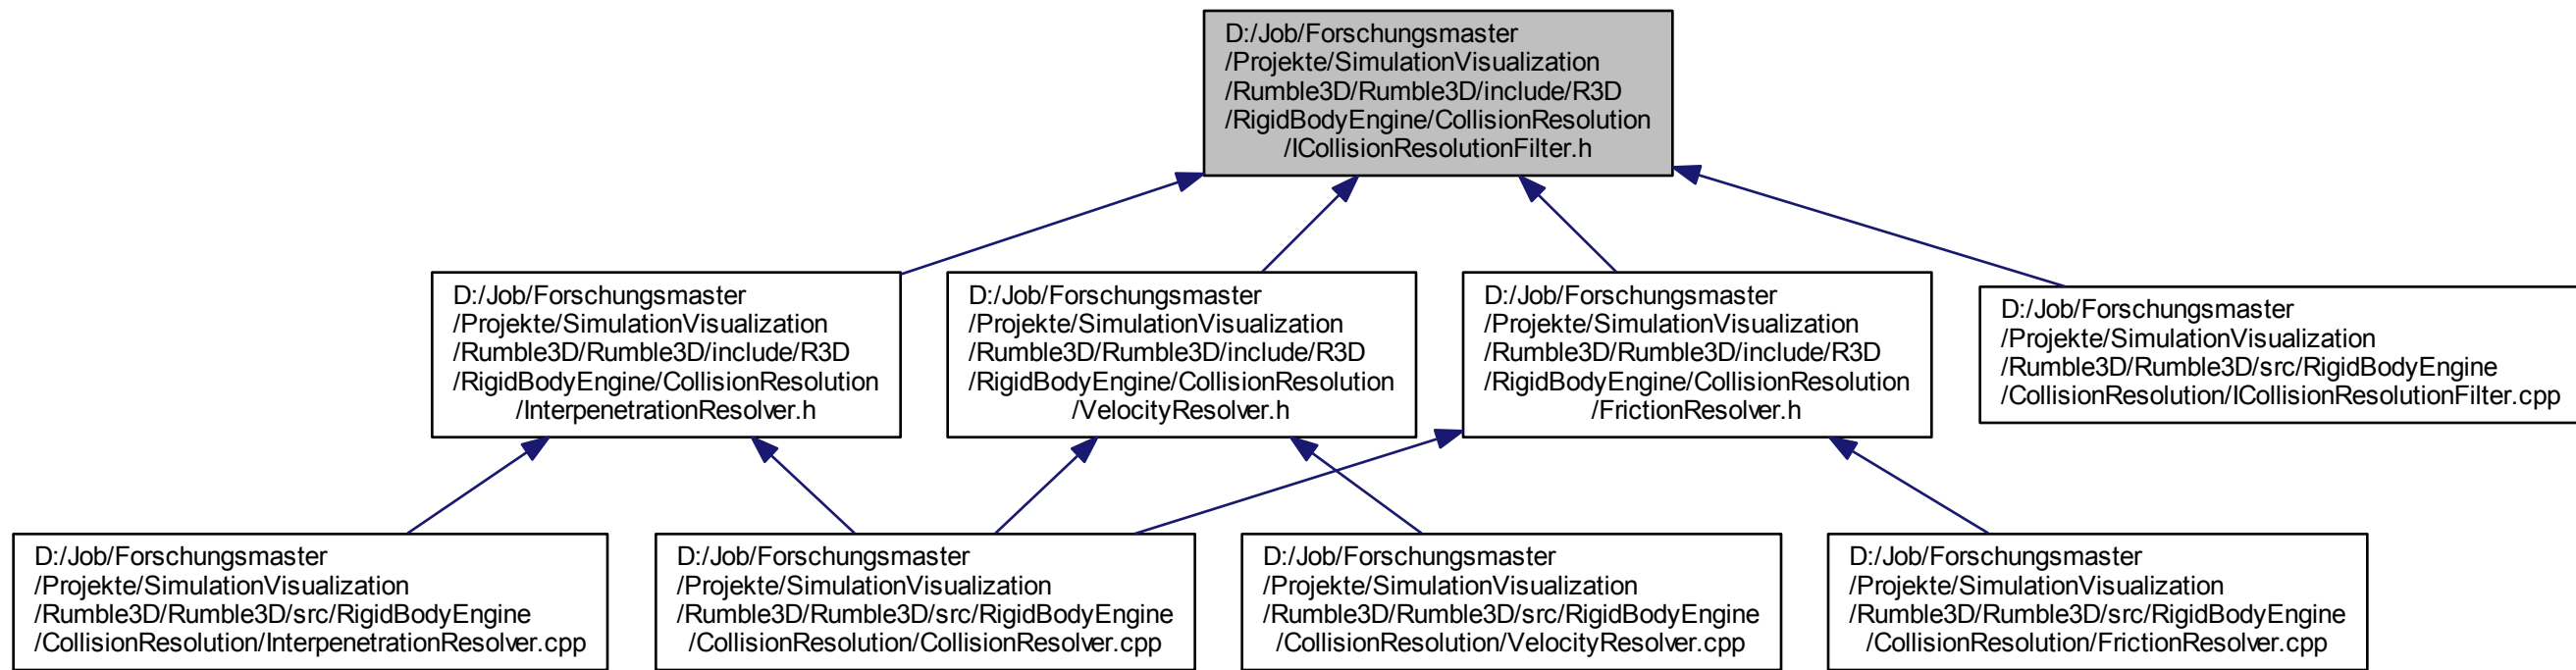 D:/Job/Forschungsmaster
/Projekte/SimulationVisualization
/Rumble3D/Rumble3D/include/R3D
/RigidBodyEngine/CollisionResolution
/ICollisionResolutionFilter.h
D:/Job/Forschungsmaster
/Projekte/SimulationVisualization
/Rumble3D/Rumble3D/include/R3D
/RigidBodyEngine/CollisionResolution
/InterpenetrationResolver.h
D:/Job/Forschungsmaster
/Projekte/SimulationVisualization
/Rumble3D/Rumble3D/include/R3D
/RigidBodyEngine/CollisionResolution
/VelocityResolver.h
D:/Job/Forschungsmaster
/Projekte/SimulationVisualization
/Rumble3D/Rumble3D/include/R3D
/RigidBodyEngine/CollisionResolution
/FrictionResolver.h
D:/Job/Forschungsmaster
/Projekte/SimulationVisualization
/Rumble3D/Rumble3D/src/RigidBodyEngine
/CollisionResolution/ICollisionResolutionFilter.cpp
D:/Job/Forschungsmaster
/Projekte/SimulationVisualization
/Rumble3D/Rumble3D/src/RigidBodyEngine
/CollisionResolution/InterpenetrationResolver.cpp
D:/Job/Forschungsmaster
/Projekte/SimulationVisualization
/Rumble3D/Rumble3D/src/RigidBodyEngine
/CollisionResolution/CollisionResolver.cpp
D:/Job/Forschungsmaster
/Projekte/SimulationVisualization
/Rumble3D/Rumble3D/src/RigidBodyEngine
/CollisionResolution/VelocityResolver.cpp
D:/Job/Forschungsmaster
/Projekte/SimulationVisualization
/Rumble3D/Rumble3D/src/RigidBodyEngine
/CollisionResolution/FrictionResolver.cpp